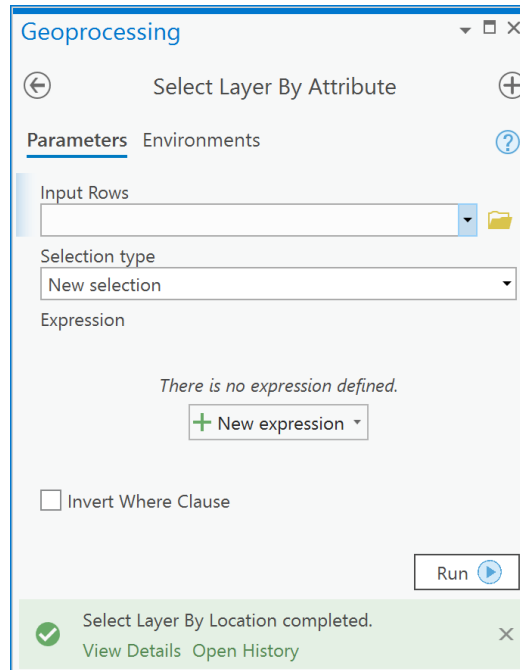 Geoprocessing
Select Layer By Attribute
Parameters Environments
Input Rows
Selection type
New selection
Expression
There is no expression defined.
New expression
Invert Where Clause
Run
Select Layer By Location completed.
View Details Open History